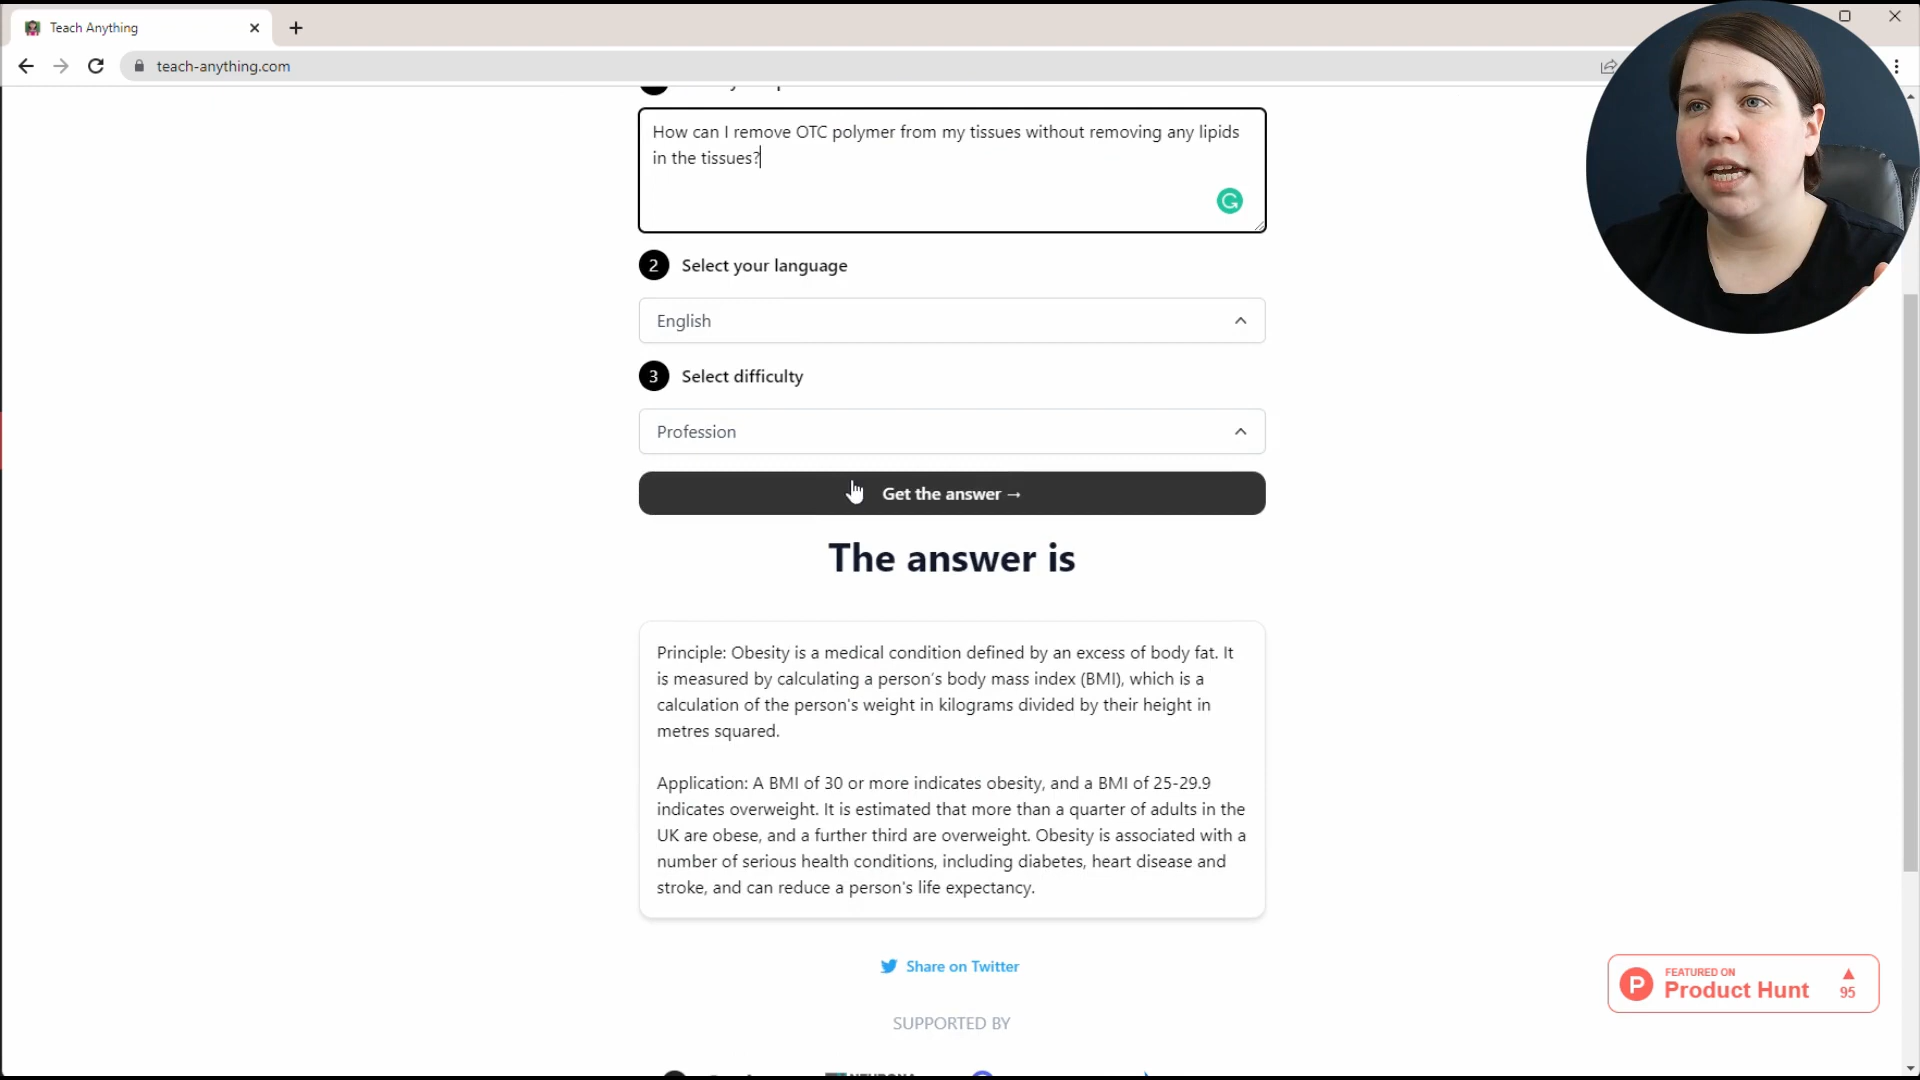 Teach Anything
teach-anything.com
How can I remove OTC polymer from my tissues without removing any lipids
in the tissues?
2 Select your language
English
3 Select difficulty
Profession
Get the answer →
The answer is
Principle: Obesity is a medical condition defined by an excess of body fat. It
is measured by calculating a person's body mass index (BMI), which is a
calculation of the person's weight in kilograms divided by their height in
metres squared.
Application: A BMI of 30 or more indicates obesity, and a BMI of 25-29.9
indicates overweight. It is estimated that more than a quarter of adults in the
UK are obese, and a further third are overweight. Obesity is associated with a
number of serious health conditions, including diabetes, heart disease and
stroke, and can reduce a person's life expectancy.
Share on Twitter
FEATURED ON
P Product Hunt
95
SUPPORTED BY